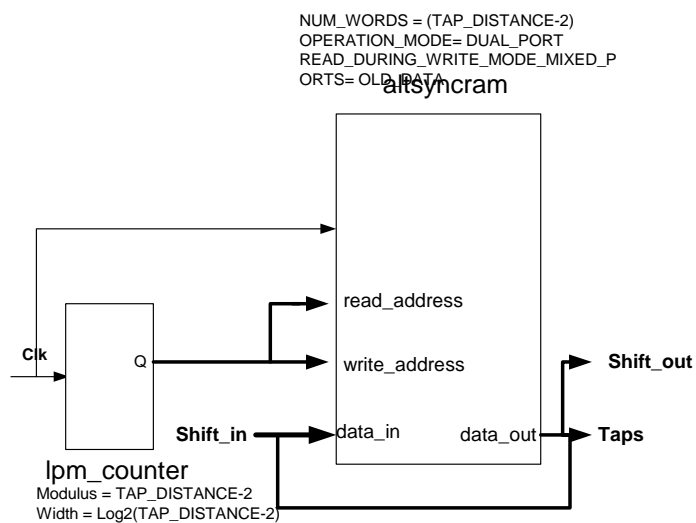 NUM_WORDS = (TAP_DISTANCE-2)
OPERATION_MODE= DUAL_PORT
READ_DURING_WRITE_MODE_MIXED_P
ORTS= OLD_DATA
altsyncram
read_address
Clk
Q
write_address
Shift_out
Shift_in
data_in
data_out
Taps
lpm_counter
Modulus = TAP_DISTANCE-2
Width = Log2(TAP_DISTANCE-2)